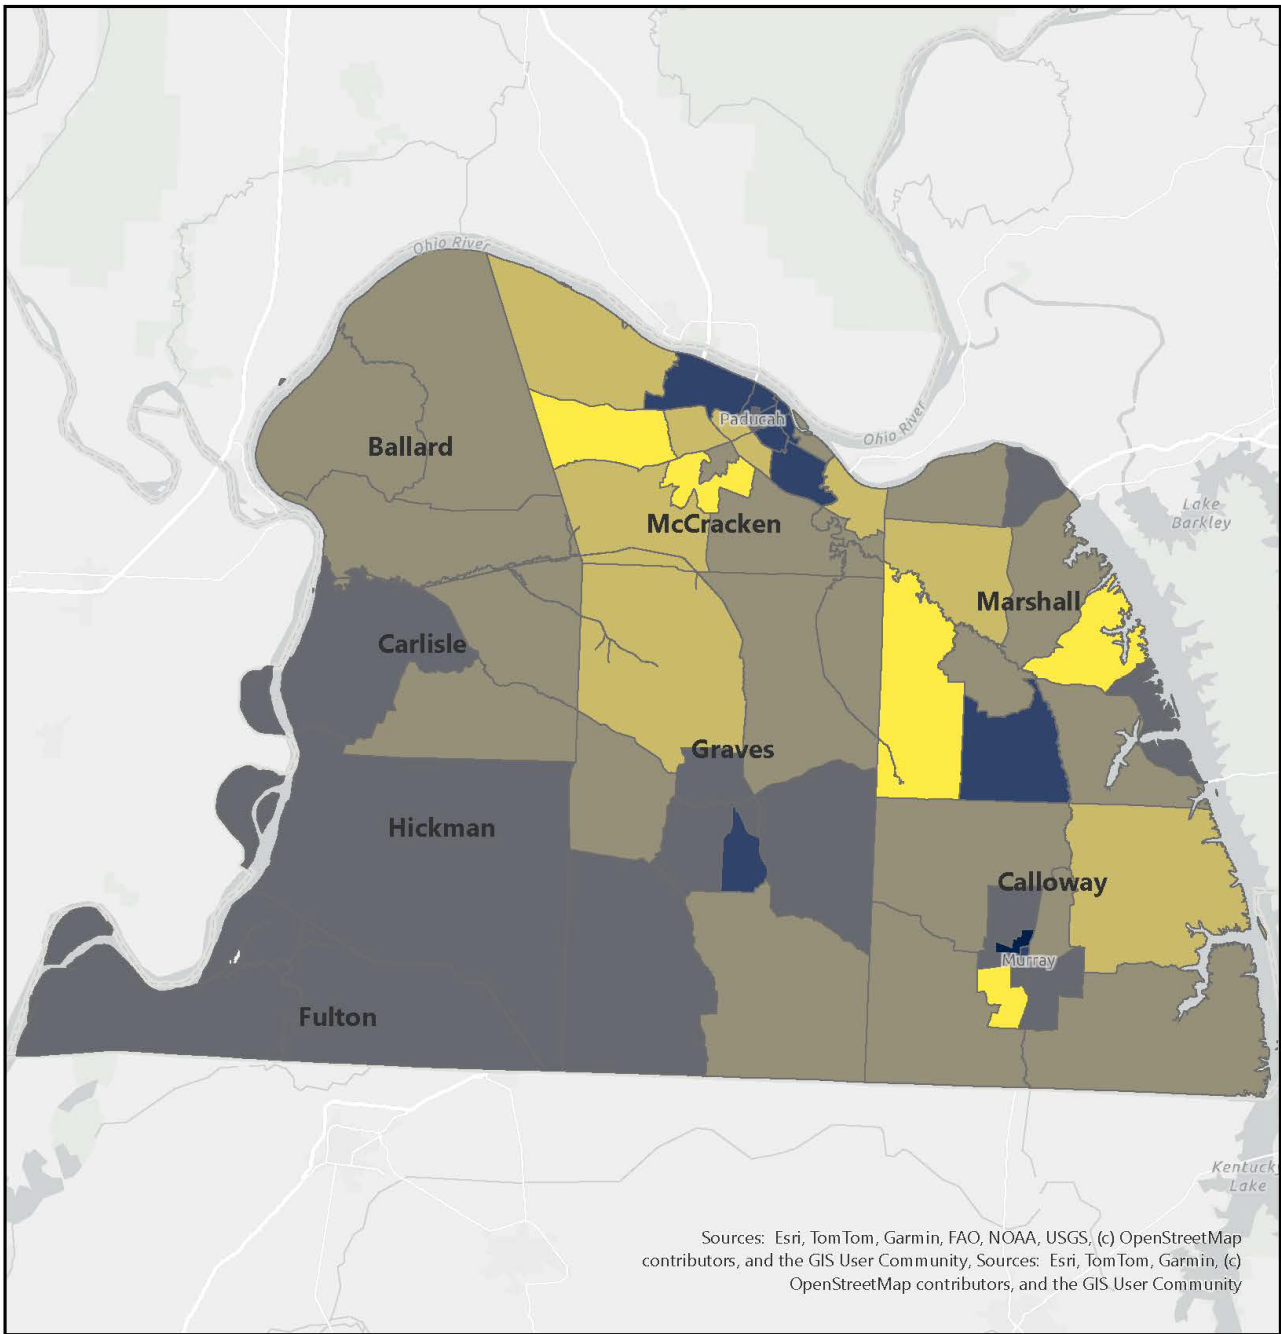 Ohio River
Paducah
Ohio River
Ballard
Lake
Barkley
McCracken
Marshall
Carlisle
Graves
Hickman
Calloway
Murray
Fulton
Kentuck
Lake
Sources: Esri, TomTom, Garmin, FAO, NOAA, USGS, (c) OpenStreetMap
contributors, and the GIS User Community, Sources: Esri, TomTom, Garmin, (c)
OpenStreetMap contributors, and the GIS User Community